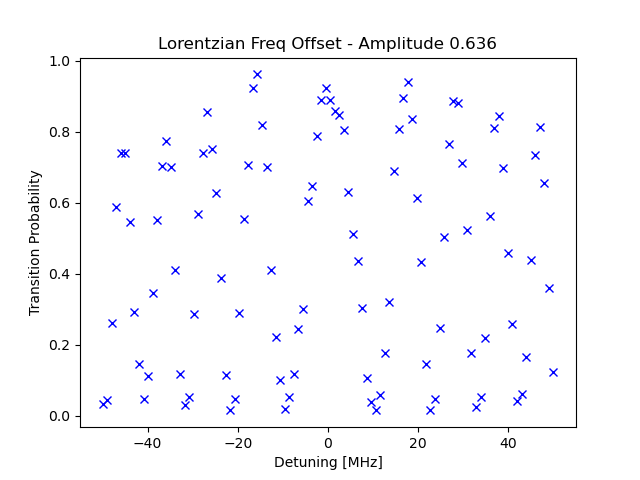 Lorentzian Freq Offset - Amplitude 0.636
1.0
0.8
0.6
0.4
0.2
0.0
Transition Probability
−40 −20 0 20 40
Detuning [MHz]